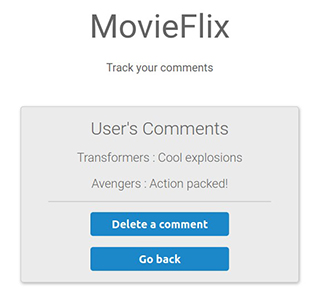 MovieFlix
Track your comments
User's Comments
Transformers : Cool explosions
Avengers : Action packed!
Delete a comment
Go back